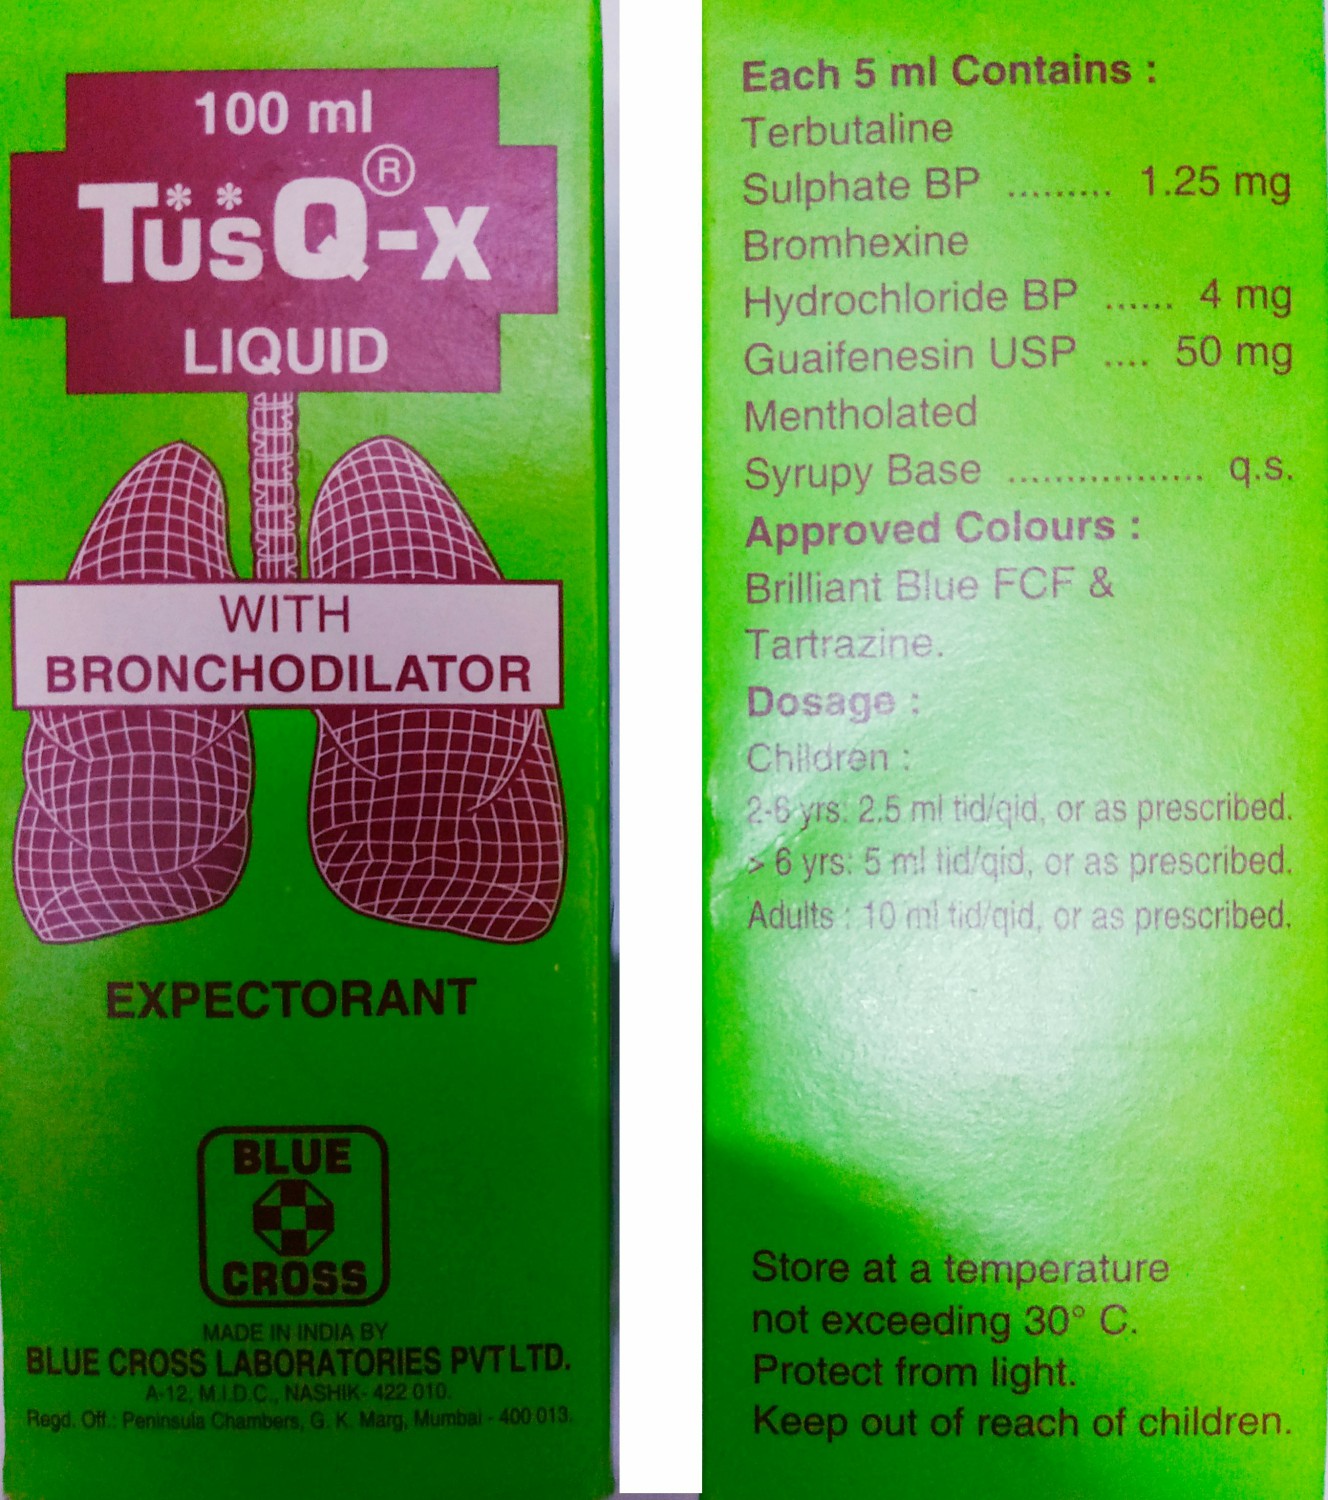 100 ml
TüsQ-x®
LIQUID
WITH
BRONCHODILATOR
EXPECTORANT
BLUE
CROSS
MADE IN INDIA BY
BLUE CROSS LABORATORIES PVT LTD.
A-12, M.I.D.C., NASHIK- 422 010.
Regd. Off.: Peninsula Chambers, G. K. Marg, Mumbai - 400 013.
Each 5 ml Contains :
Terbutaline
Sulphate BP ......... 1.25 mg
Bromhexine
Hydrochloride BP ...... 4 mg
Guaifenesin USP .... 50 mg
Mentholated
Syrupy Base ................. q.s.
Approved Colours :
Brilliant Blue FCF &
Tartrazine.
Dosage :
Children :
2-6 yrs: 2.5 ml tid/qid, or as prescribed.
> 6 yrs: 5 ml tid/qid, or as prescribed.
Adults : 10 ml tid/qid, or as prescribed.
Store at a temperature
not exceeding 30° C.
Protect from light.
Keep out of reach of children.